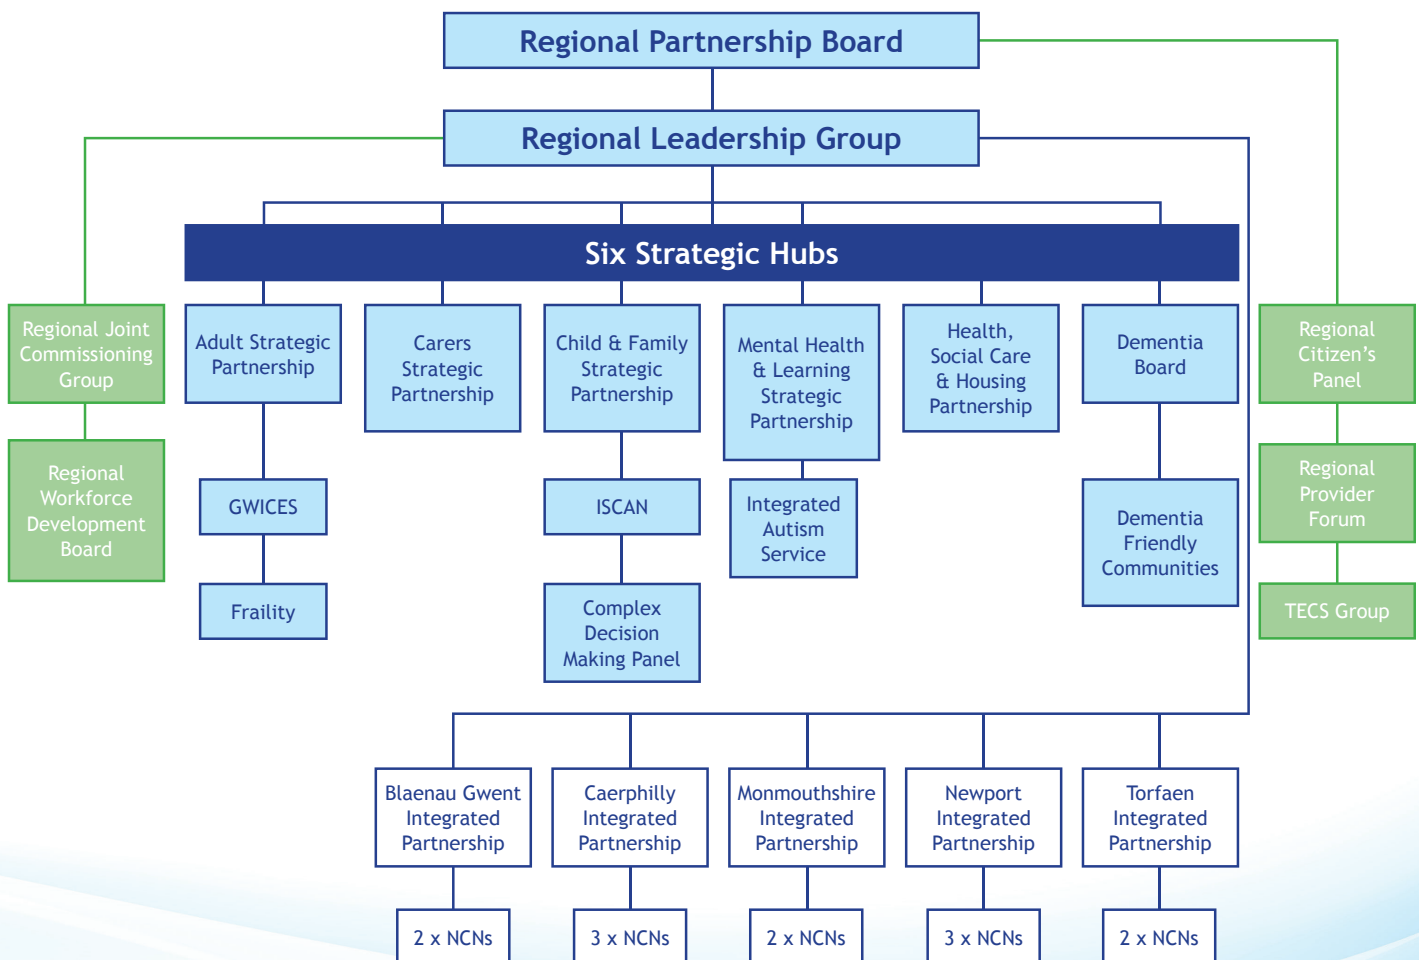 Regional Partnership Board
Regional Leadership Group
Six Strategic Hubs
Regional Joint
Commissioning
Group
Regional
Workforce
Development
Board
Adult Strategic
Partnership
GWICES
Fraility
Carers
Strategic
Partnership
Child & Family
Strategic
Partnership
ISCAN
Complex
Decision
Making Panel
Mental Health
& Learning
Strategic
Partnership
Integrated
Autism
Service
Health,
Social Care
& Housing
Partnership
Dementia
Board
Dementia
Friendly
Communities
Regional
Citizen’s
Panel
Regional
Provider
Forum
TECS Group
Blaenau Gwent
Integrated
Partnership
2 x NCNs
Caerphilly
Integrated
Partnership
3 x NCNs
Monmouthshire
Integrated
Partnership
2 x NCNs
Newport
Integrated
Partnership
3 x NCNs
Torfaen
Integrated
Partnership
2 x NCNs